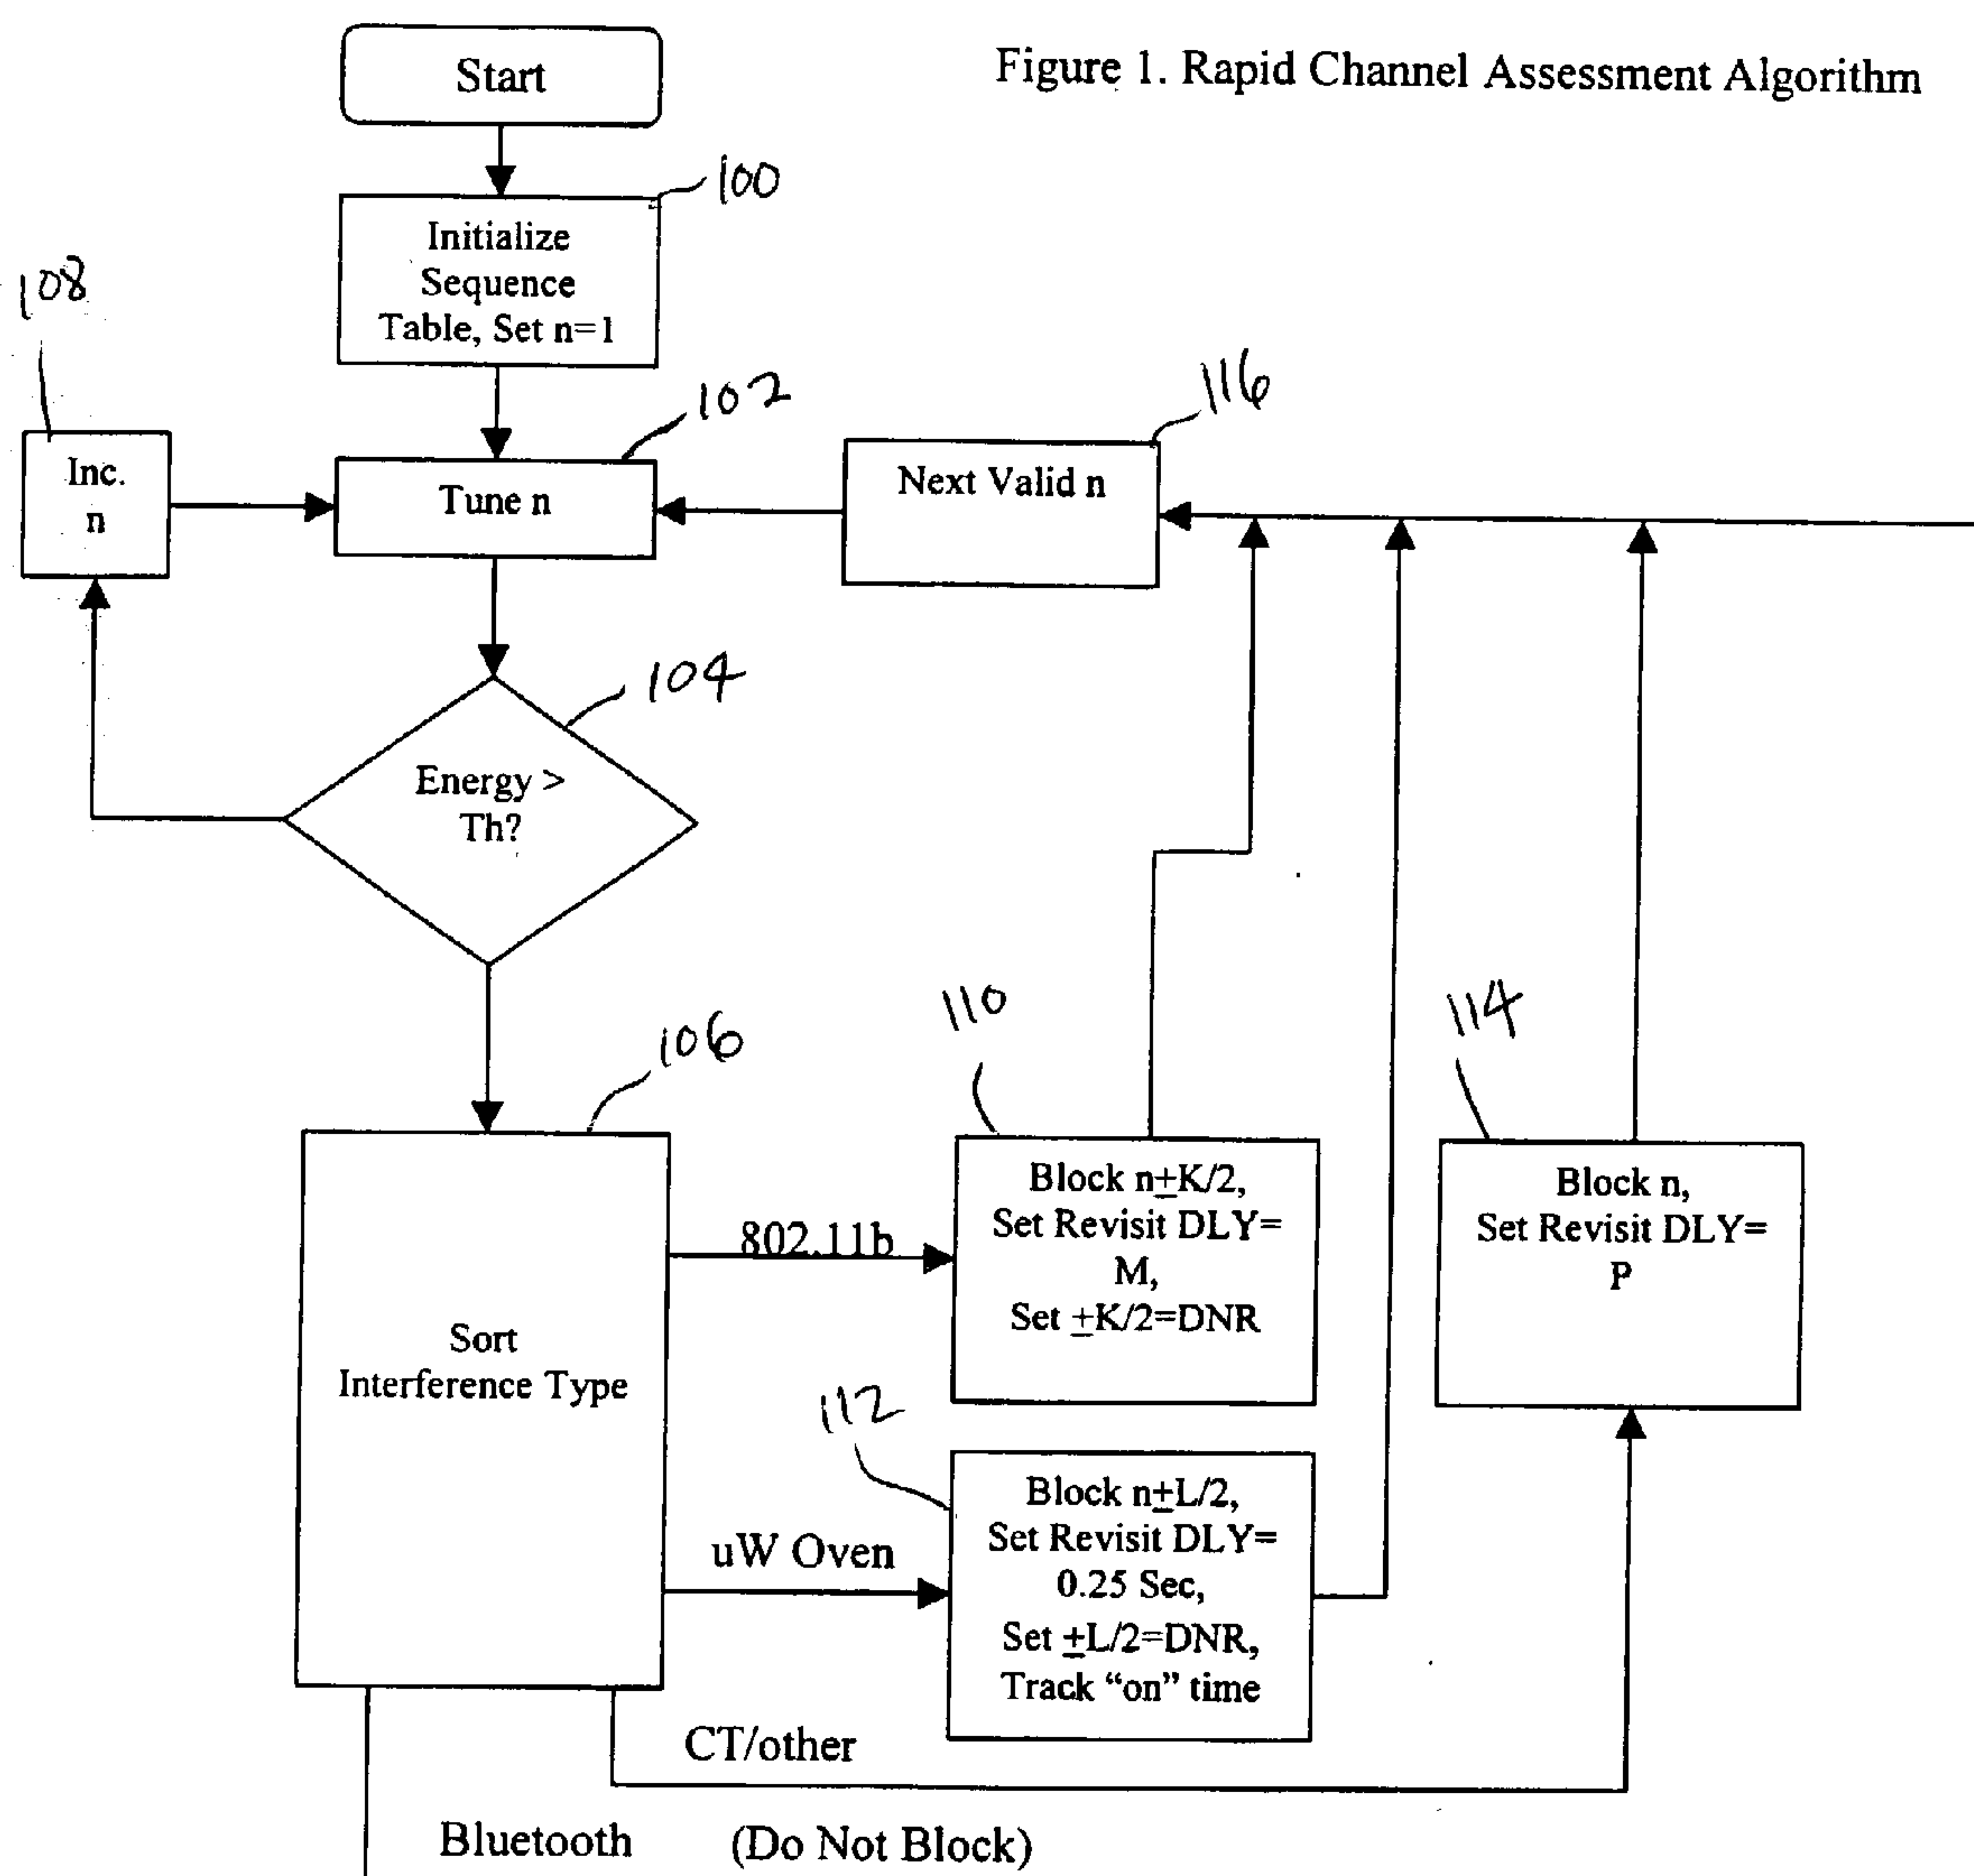 Start
Figure 1. Rapid Channel Assessment Algorithm
100
Initialize
Sequence
Table, Set n=1
108
102
116
Inc.
n
Tune n
Next Valid n
104
Energy >
Th?
106
110
114
Block n±K/2,
Set Revisit DLY=
M,
Set ±K/2=DNR
Block n,
Set Revisit DLY=
P
802.11b
Sort
Interference Type
112
Block n±L/2,
Set Revisit DLY=
0.25 Sec,
Set ±L/2=DNR,
Track “on” time
uW Oven
CT/other
Bluetooth (Do Not Block)